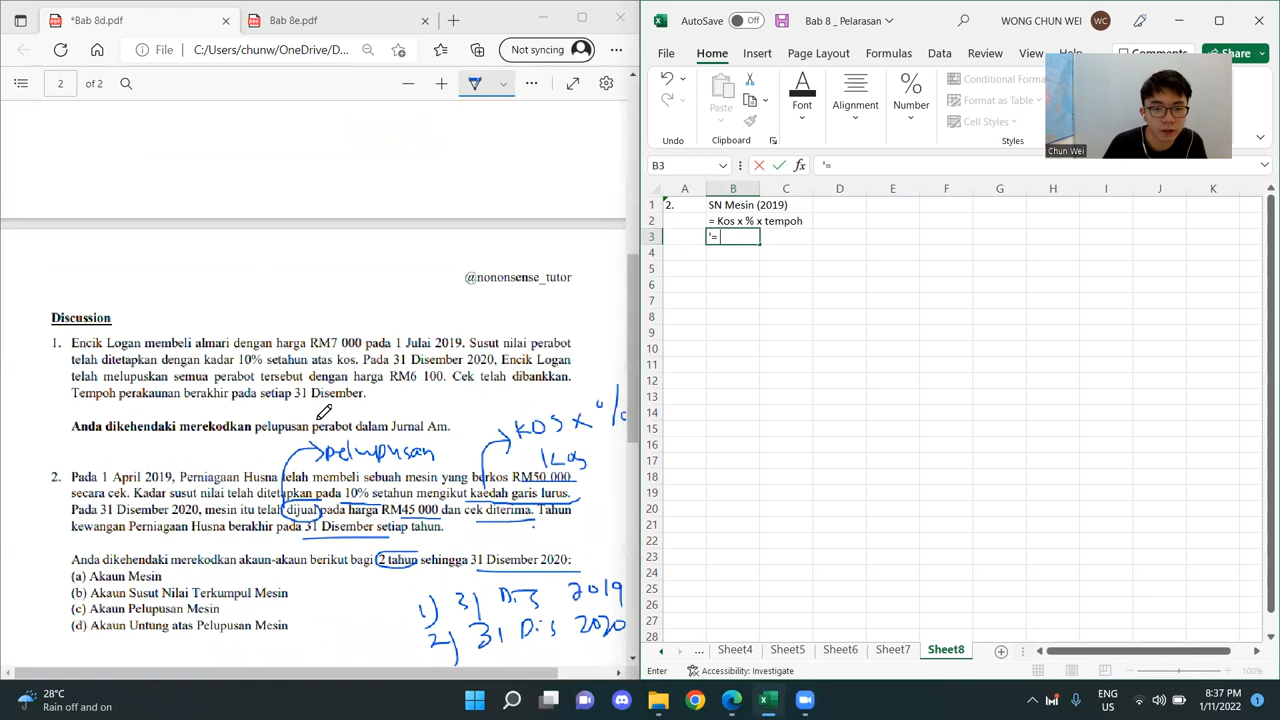 *Bab 8d.pdf
Bab 8e.pdf
File
C:/Users/chunw/OneDrive/D...
Not syncing
2
of 2
@nononsense_tutor
Discussion
1. Encik Logan membeli almari dengan harga RM7 000 pada 1 Julai 2019. Susut nilai perabot
telah ditetapkan dengan kadar 10% setahun atas kos. Pada 31 Disember 2020, Encik Logan
telah melupuskan semua perabot tersebut dengan harga RM6 100. Cek telah dibankkan.
Tempoh perakaunan berakhir pada setiap 31 Disember.
Anda dikehendaki merekodkan pelupusan perabot dalam Jurnal Am.
pelupusan
KOS x %
Kos
2. Pada 1 April 2019, Perniagaan Husna telah membeli sebuah mesin yang berkos RM50 000
secara cek. Kadar susut nilai telah ditetapkan pada 10% setahun mengikut kaedah garis lurus.
Pada 31 Disember 2020, mesin itu telah dijual pada harga RM45 000 dan cek diterima. Tahun
kewangan Perniagaan Husna berakhir pada 31 Disember setiap tahun.
Anda dikehendaki merekodkan akaun-akaun berikut bagi 2 tahun sehingga 31 Disember 2020:
(a) Akaun Mesin
(b) Akaun Susut Nilai Terkumpul Mesin
(c) Akaun Pelupusan Mesin
(d) Akaun Untung atas Pelupusan Mesin
1) 31 Dis 2019
2) 31 Dis 2020
AutoSave Off
Bab 8 _ Pelarasan
WONG CHUN WEI
WC
File Home Insert Page Layout Formulas Data Review View Help
Comments
Share
Undo
Paste
Clipboard
Font
Alignment
Number
Conditional Forma
Format as Table
Cell Styles
Styles
Chun Wei
B3
fx
'=
A B C D E F G H I J K
1 2. SN Mesin (2019)
2 = Kos x % x tempoh
3 '=
4
5
6
7
8
9
10
11
12
13
14
15
16
17
18
19
20
21
22
23
24
25
26
27
28
... Sheet4 Sheet5 Sheet6 Sheet7 Sheet8
Enter
Accessibility: Investigate
100%
28°C
Rain off and on
ENG
US
8:37 PM
1/11/2022
1